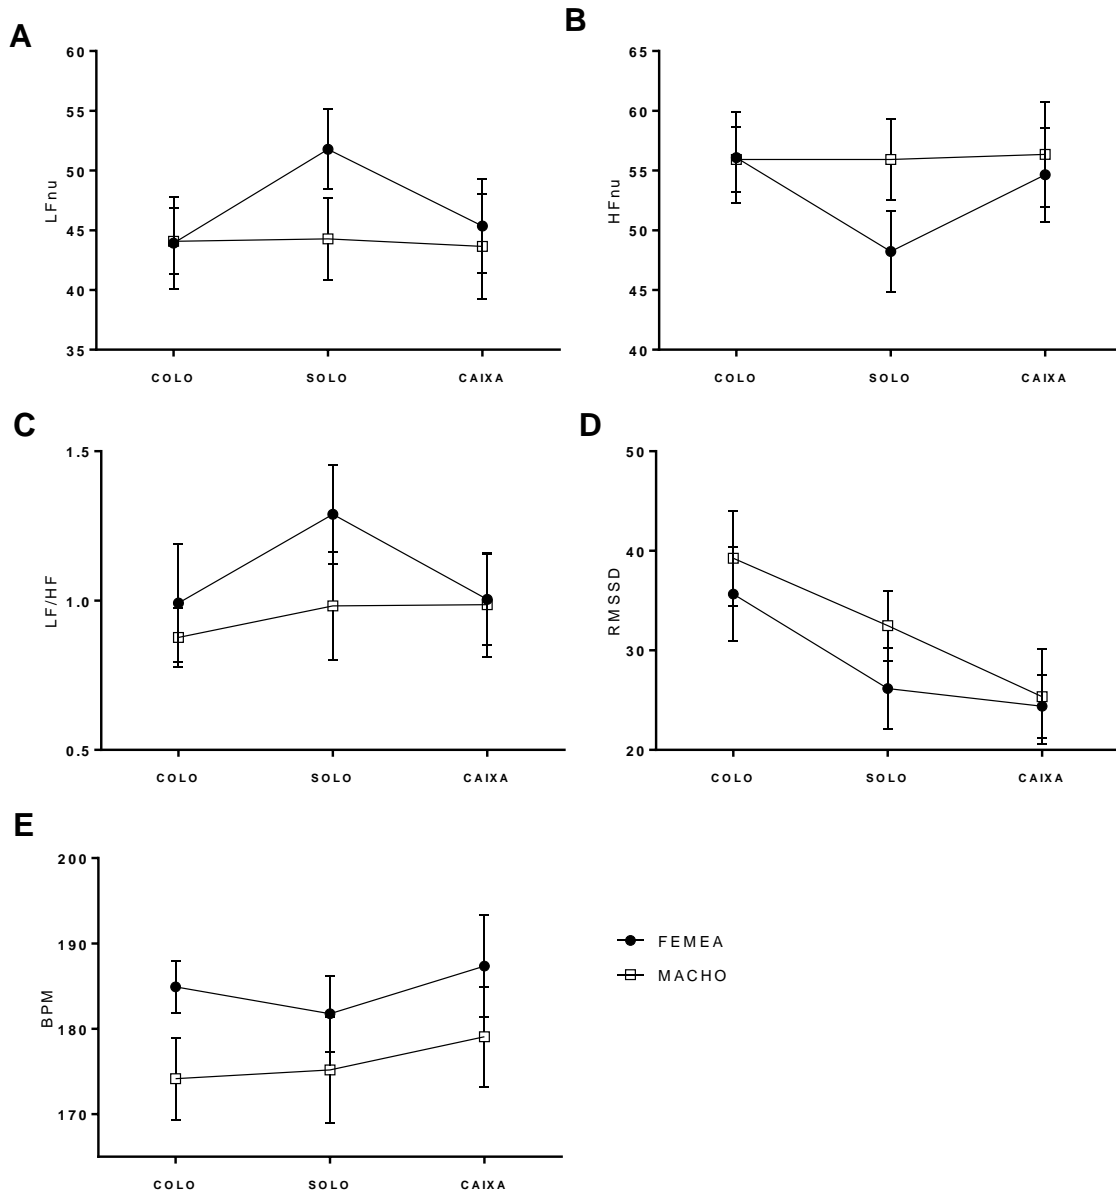 A
60
55
50
45
40
35
LFnu
COLO SOLO CAIXA
B
65
60
55
50
45
40
HFnu
COLO SOLO CAIXA
C
1.5
1.0
0.5
LF/HF
COLO SOLO CAIXA
D
50
40
30
20
RMSSD
COLO SOLO CAIXA
E
200
190
180
170
BPM
COLO SOLO CAIXA
FEMEA
MACHO